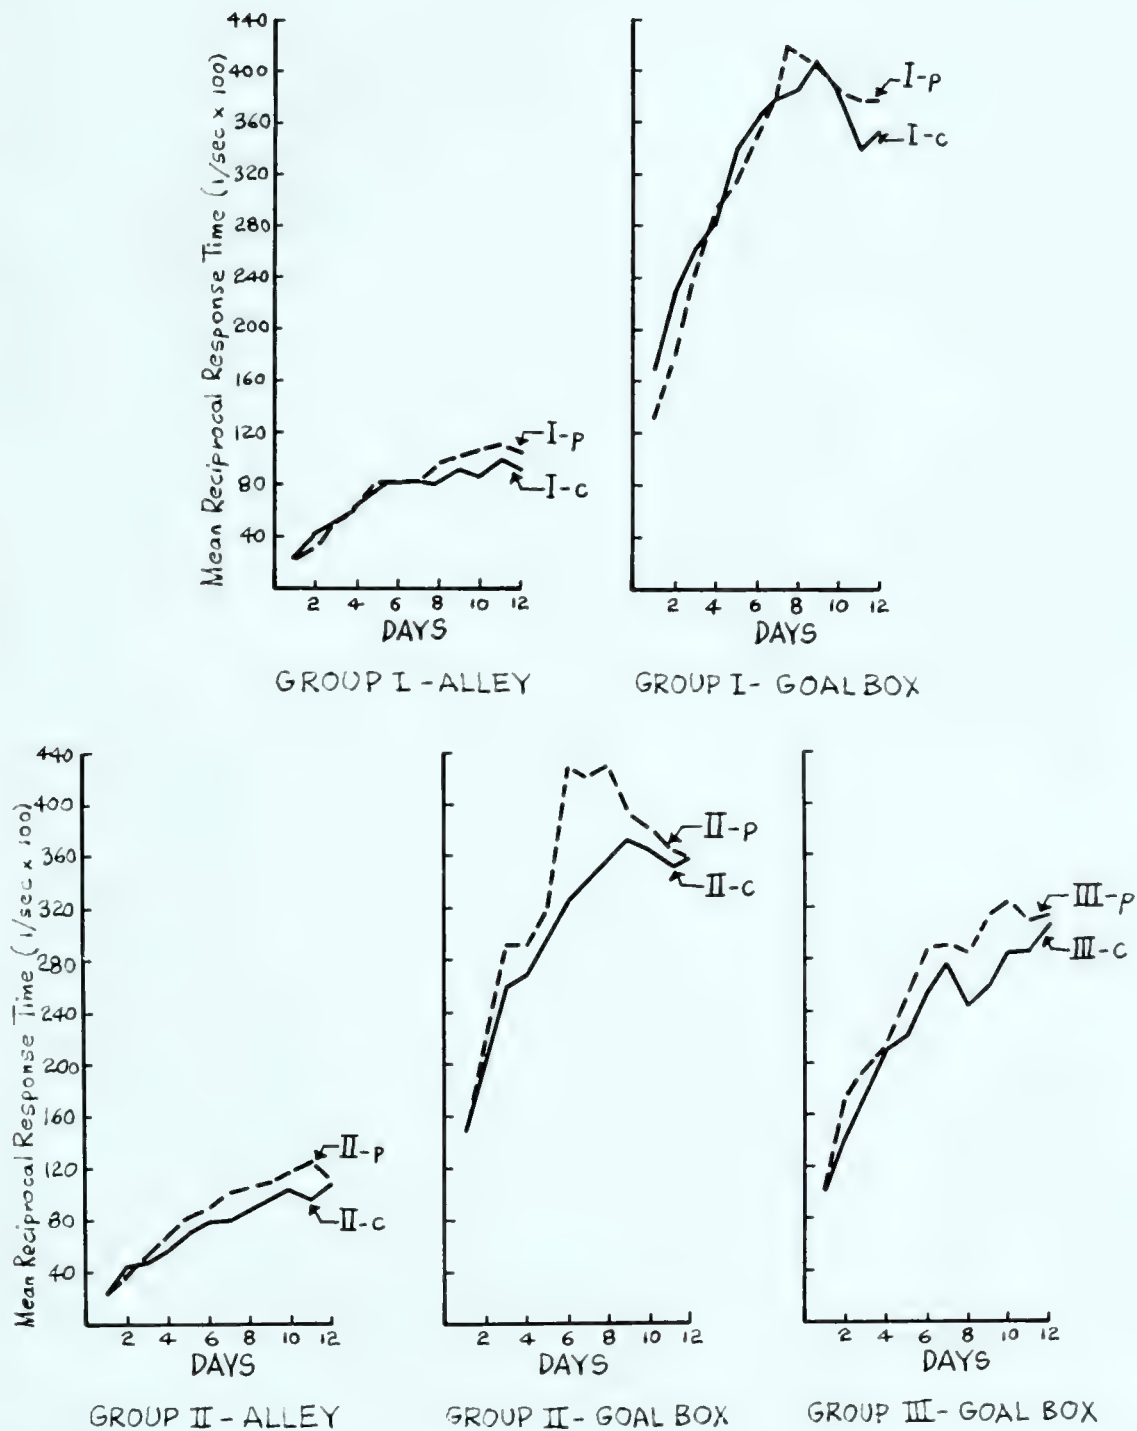 Mean Reciprocal Response Time (1/sec x 100)
440
400
360
320
280
240
200
160
120
80
40
I-p
I-c
2 4 6 8 10 12
DAYS
GROUP I - ALLEY
I-p
I-c
2 4 6 8 10 12
DAYS
GROUP I - GOAL BOX
Mean Reciprocal Response Time (1/sec x 100)
440
400
360
320
280
240
200
160
120
80
40
II-p
II-c
2 4 6 8 10 12
DAYS
GROUP II - ALLEY
II-p
II-c
2 4 6 8 10 12
DAYS
GROUP II - GOAL BOX
III-p
III-c
2 4 6 8 10 12
DAYS
GROUP III - GOAL BOX